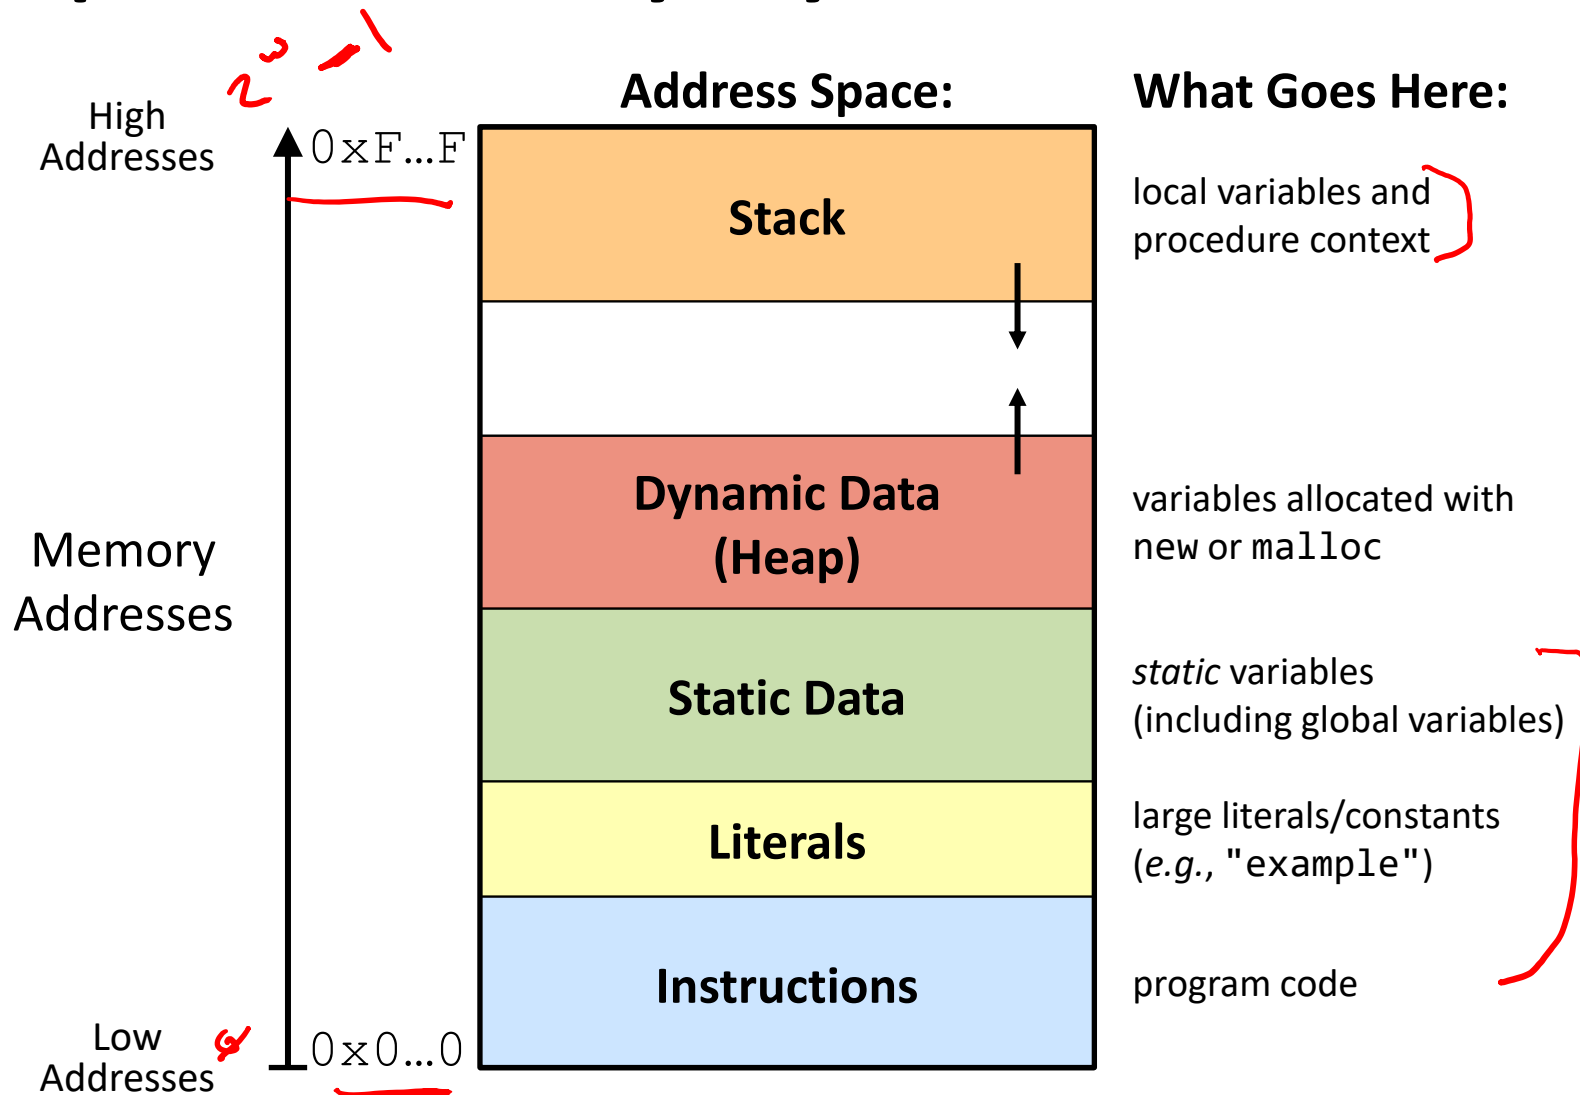 2^w - 1
Address Space:
What Goes Here:
High
Addresses
0xF…F
Stack
local variables and
procedure context
Dynamic Data
(Heap)
variables allocated with
new or malloc
Memory
Addresses
Static Data
static variables
(including global variables)
Literals
large literals/constants
(e.g., "example")
Instructions
program code
Low
Addresses
0x0…0